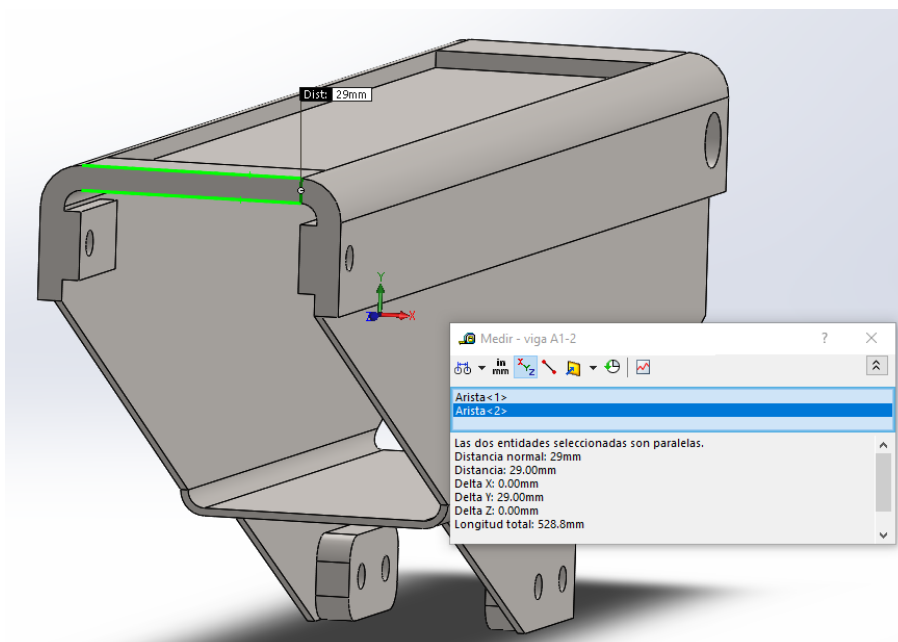 Dist: 29mm
Y
Z X
Medir - viga A1-2
?
in
mm
X
Y
Z
Arista<1>
Arista<2>
Las dos entidades seleccionadas son paralelas.
Distancia normal: 29mm
Distancia: 29.00mm
Delta X: 0.00mm
Delta Y: 29.00mm
Delta Z: 0.00mm
Longitud total: 528.8mm